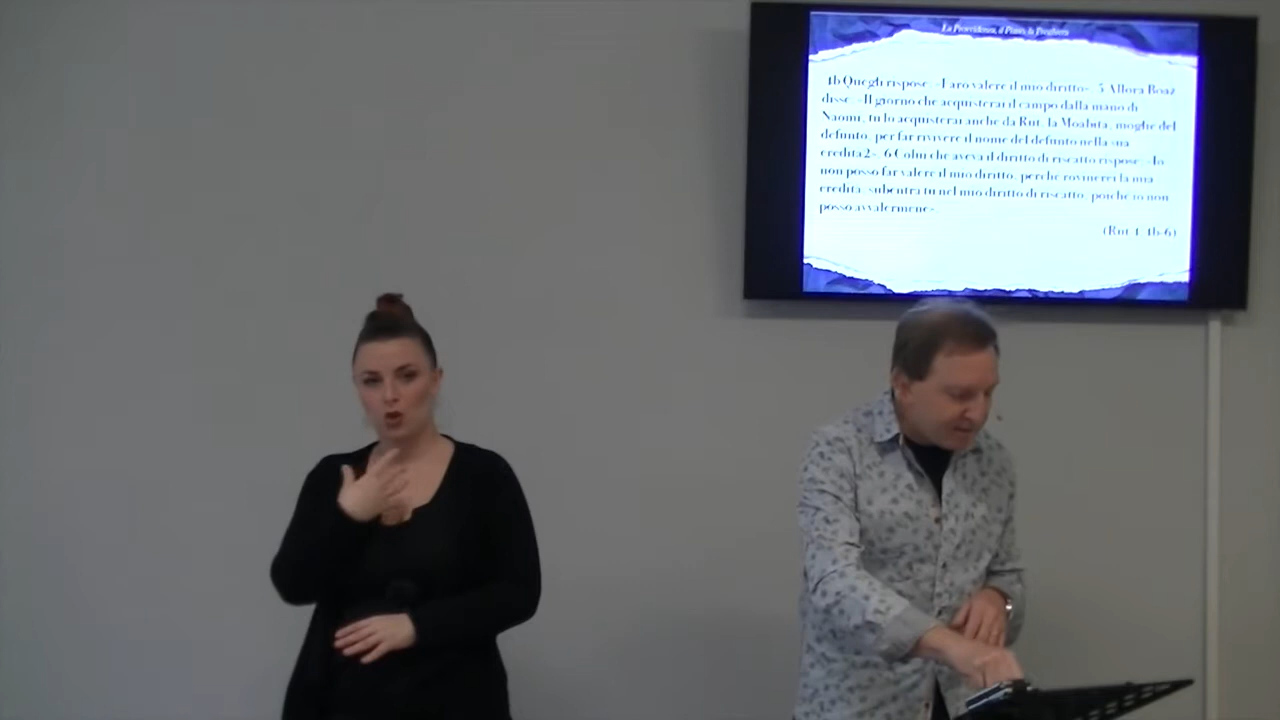 La Provvidenza, il Piano, la Preghiera
4b Quegli rispose: «Farò valere il mio diritto». 5 Allora Boaz
disse: «Il giorno che acquisterai il campo dalla mano di
Naomi, tu lo acquisterai anche da Rut, la Moabita, moglie del
defunto, per far rivivere il nome del defunto nella sua
eredità2». 6 Colui che aveva il diritto di riscatto rispose: «Io
non posso far valere il mio diritto, perché rovinerei la mia
eredità; subentra tu nel mio diritto di riscatto, poiché io non
posso avvalermene»
(Rut 4:4b-6)